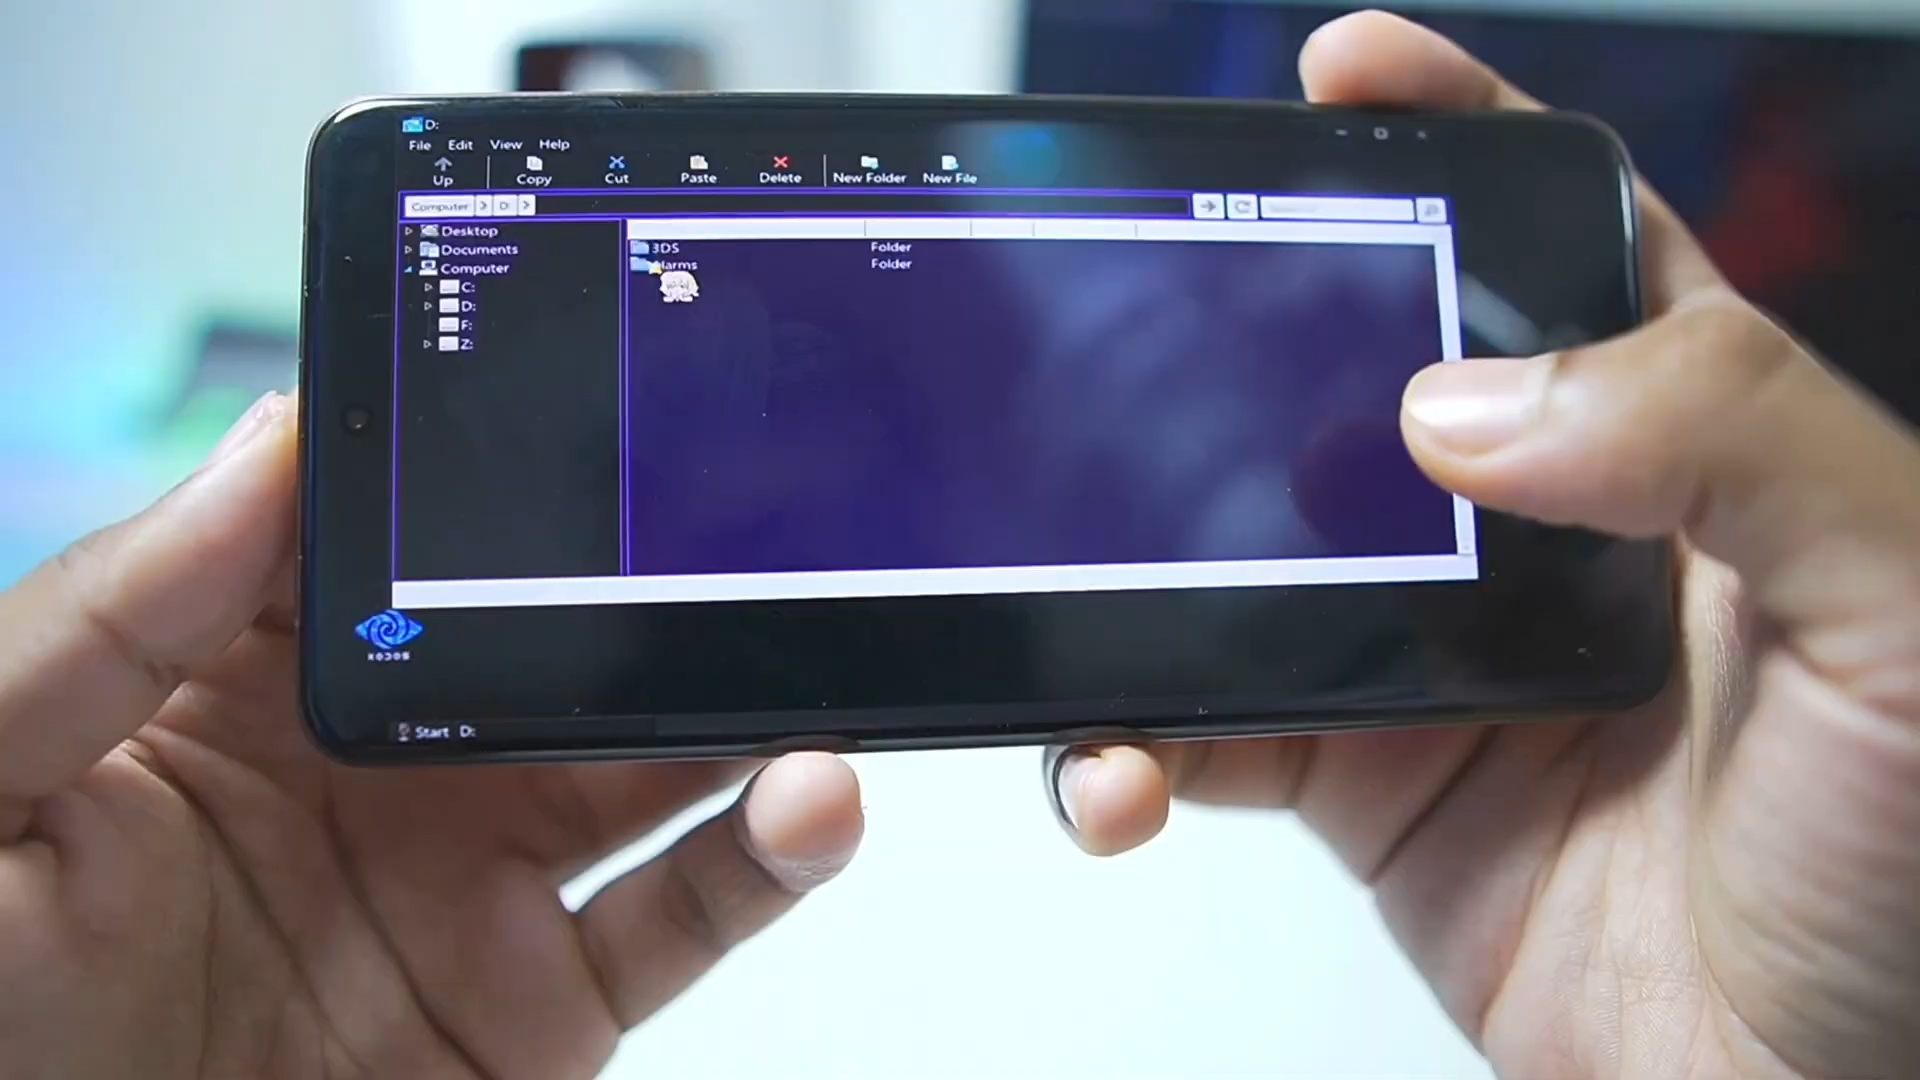 D:
File Edit View Help
Up Copy Cut Paste Delete New Folder New File
Computer > D: >
Desktop
Documents
Computer
C:
D:
F:
Z:
3DS Folder
Folder
XODOS
Start D: